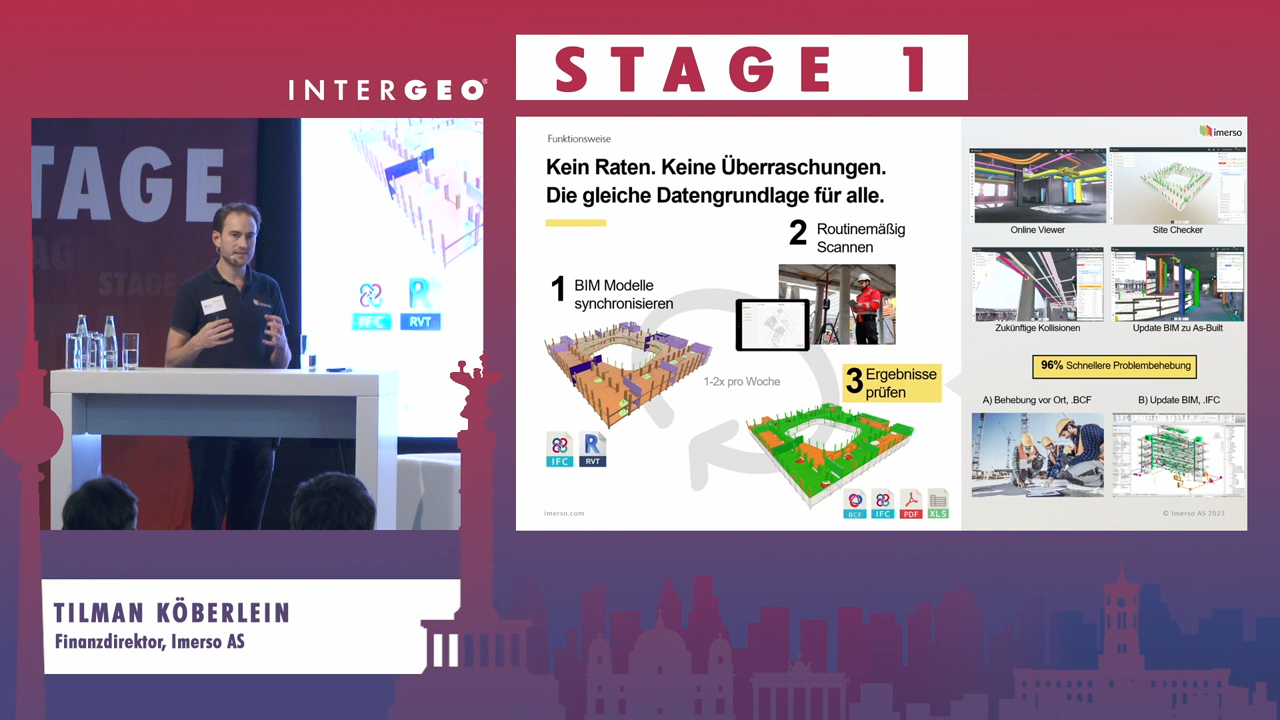 INTERGEO®
STAGE 1
TAGE
STAGE
IFC
RVT
TILMAN KÖBERLEIN
Finanzdirektor, Imerso AS
Funktionsweise
imerso
Kein Raten. Keine Überraschungen.
Die gleiche Datengrundlage für alle.
1 BIM Modelle
synchronisieren
2 Routinemäßig
Scannen
1-2x pro Woche
3 Ergebnisse
prüfen
IFC
RVT
BCF
IFC
PDF
XLS
imerso.com
Online Viewer
Site Checker
Zukünftige Kollisionen
Update BIM zu As-Built
96% Schnellere Problembehebung
A) Behebung vor Ort, .BCF
B) Update BIM, .IFC
© Imerso AS 2023